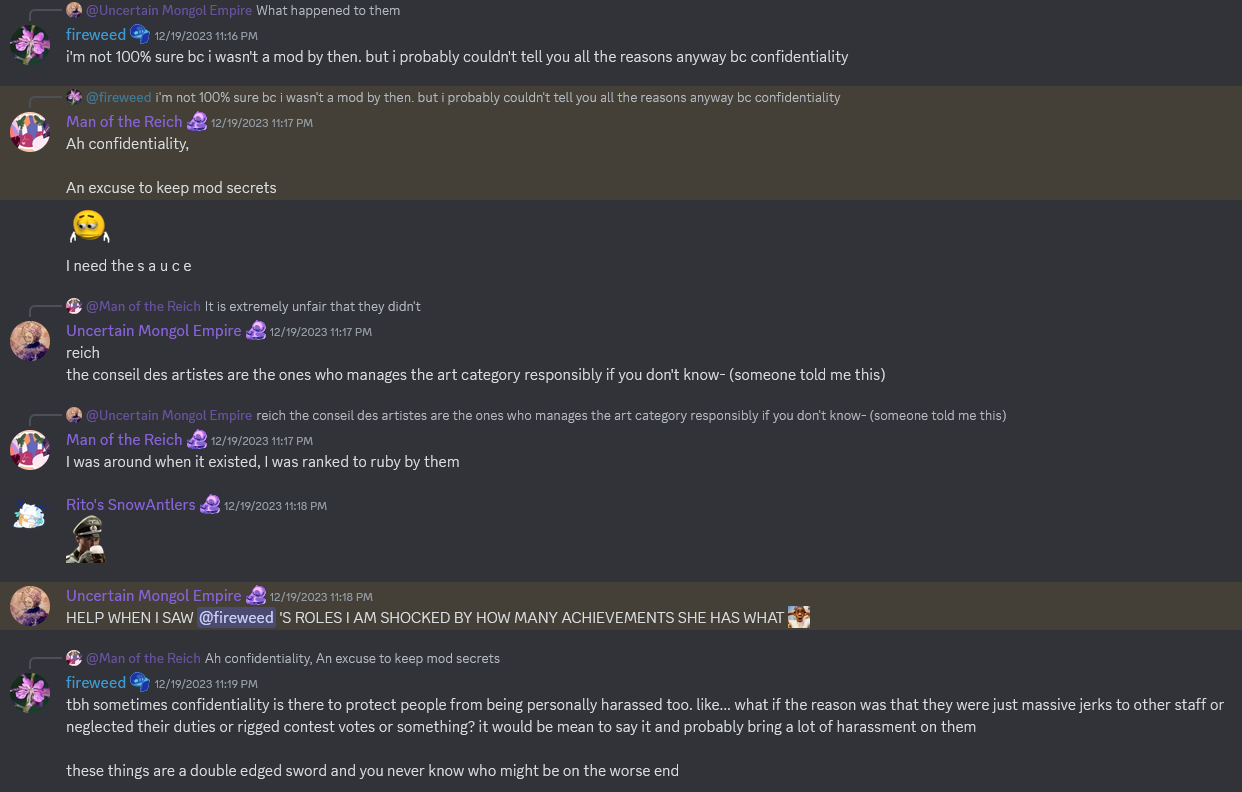 @Uncertain Mongol Empire What happened to them
fireweed 12/19/2023 11:16 PM
i'm not 100% sure bc i wasn't a mod by then. but i probably couldn't tell you all the reasons anyway bc confidentiality
@fireweed i'm not 100% sure bc i wasn't a mod by then. but i probably couldn't tell you all the reasons anyway bc confidentiality
Man of the Reich 12/19/2023 11:17 PM
Ah confidentiality,
An excuse to keep mod secrets
I need the s a u c e
@Man of the Reich It is extremely unfair that they didn't
Uncertain Mongol Empire 12/19/2023 11:17 PM
reich
the conseil des artistes are the ones who manages the art category responsibly if you don't know- (someone told me this)
@Uncertain Mongol Empire reich the conseil des artistes are the ones who manages the art category responsibly if you don't know- (someone told me this)
Man of the Reich 12/19/2023 11:17 PM
I was around when it existed, I was ranked to ruby by them
Rito's SnowAntlers 12/19/2023 11:18 PM
Uncertain Mongol Empire 12/19/2023 11:18 PM
HELP WHEN I SAW @fireweed 'S ROLES I AM SHOCKED BY HOW MANY ACHIEVEMENTS SHE HAS WHAT
@Man of the Reich Ah confidentiality, An excuse to keep mod secrets
fireweed 12/19/2023 11:19 PM
tbh sometimes confidentiality is there to protect people from being personally harassed too. like... what if the reason was that they were just massive jerks to other staff or
neglected their duties or rigged contest votes or something? it would be mean to say it and probably bring a lot of harassment on them
these things are a double edged sword and you never know who might be on the worse end